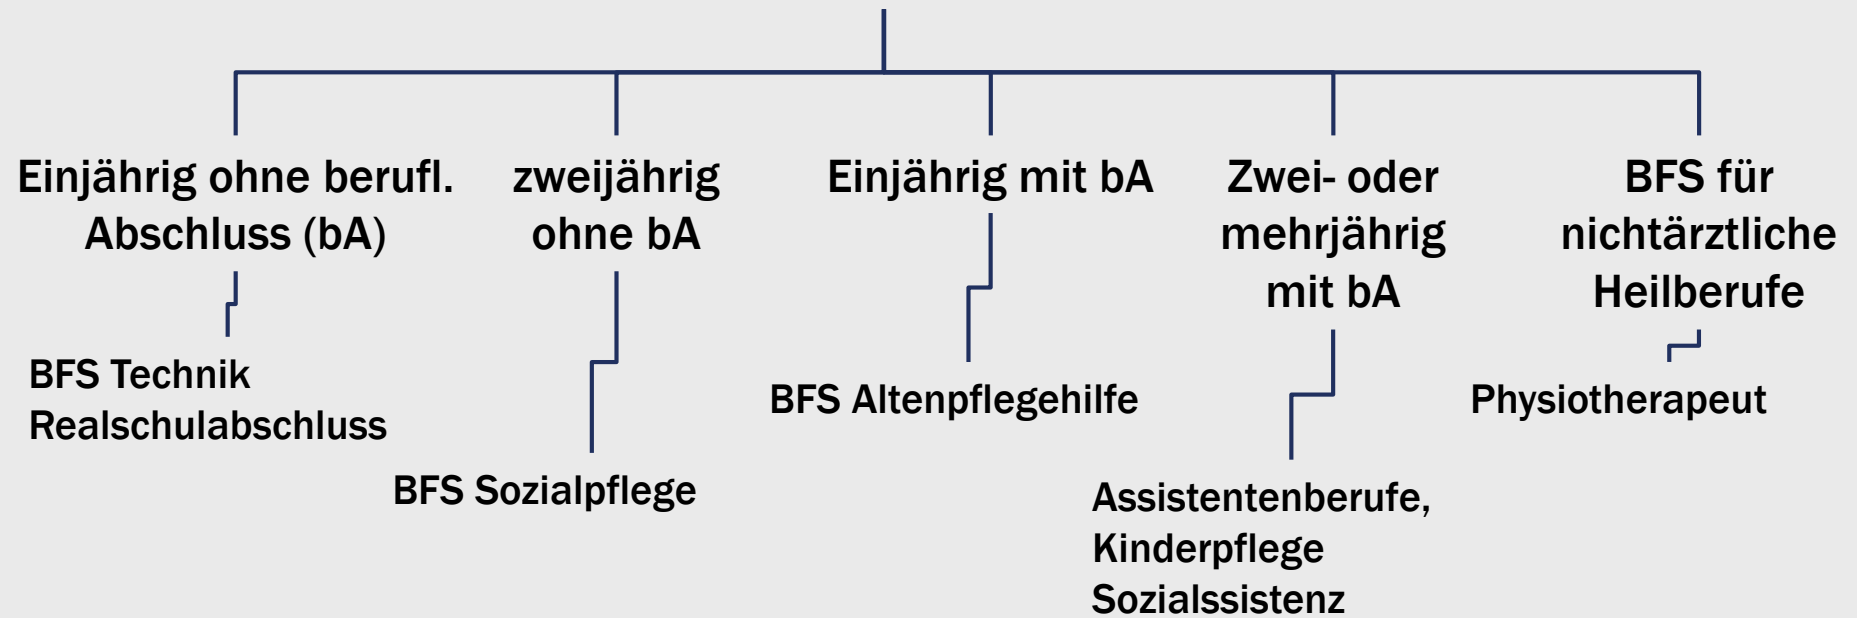 Einjährig ohne berufl.
Abschluss (bA)
zweijährig
ohne bA
Einjährig mit bA
Zwei- oder
mehrjährig
mit bA
BFS für
nichtärztliche
Heilberufe
BFS Technik
Realschulabschluss
BFS Sozialpflege
BFS Altenpflegehilfe
Assistentenberufe,
Kinderpflege
Sozialssistenz
Physiotherapeut